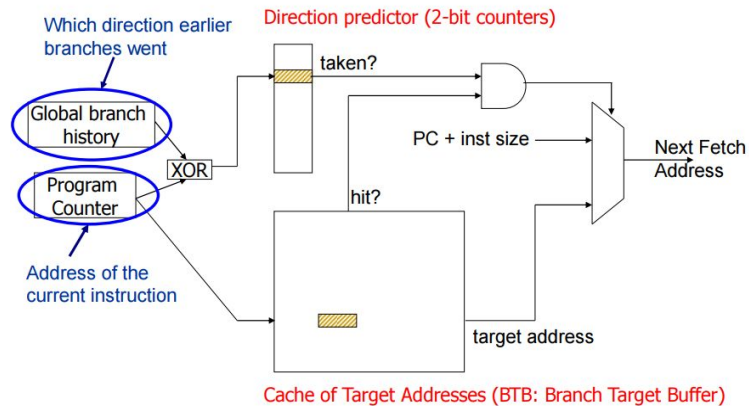 Direction predictor (2-bit counters)
Which direction earlier
branches went
taken?
Global branch
history
XOR
PC + inst size
Next Fetch
Address
Program
Counter
hit?
Address of the
current instruction
target address
Cache of Target Addresses (BTB: Branch Target Buffer)